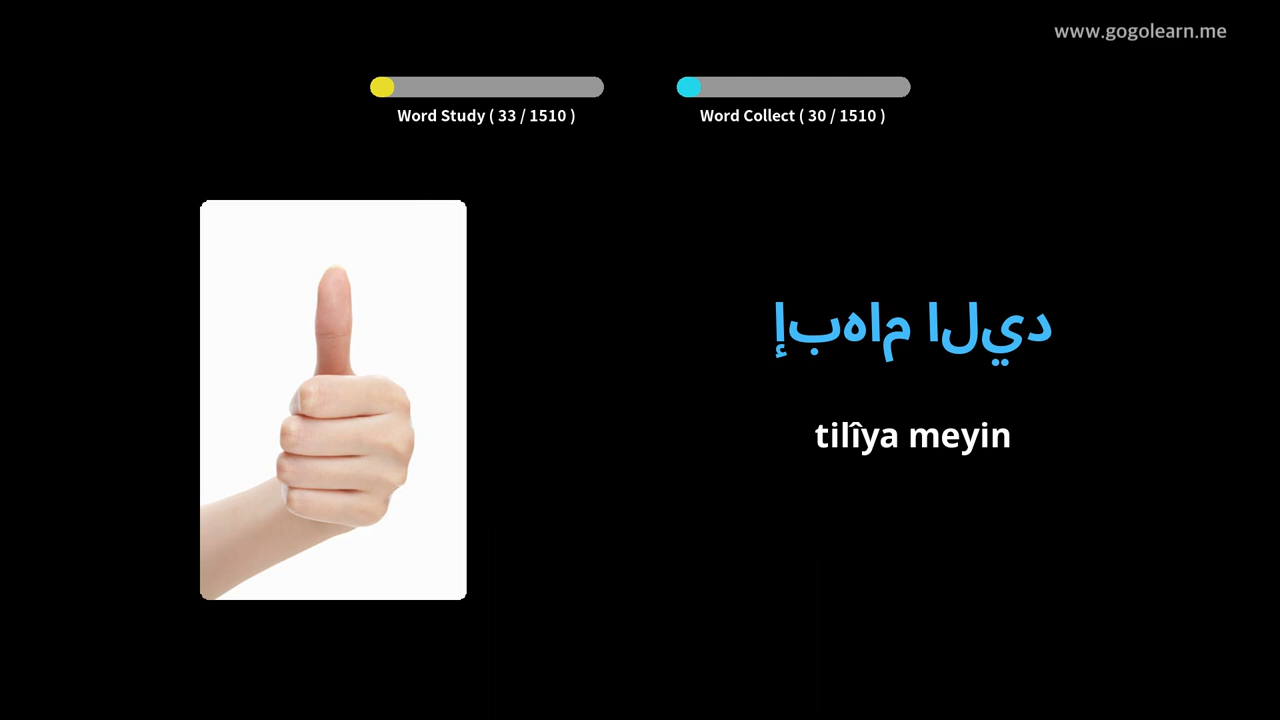 www.gogolearn.me
Word Study ( 33 / 1510 )
Word Collect ( 30 / 1510 )
إبهام اليد
tilîya meyin